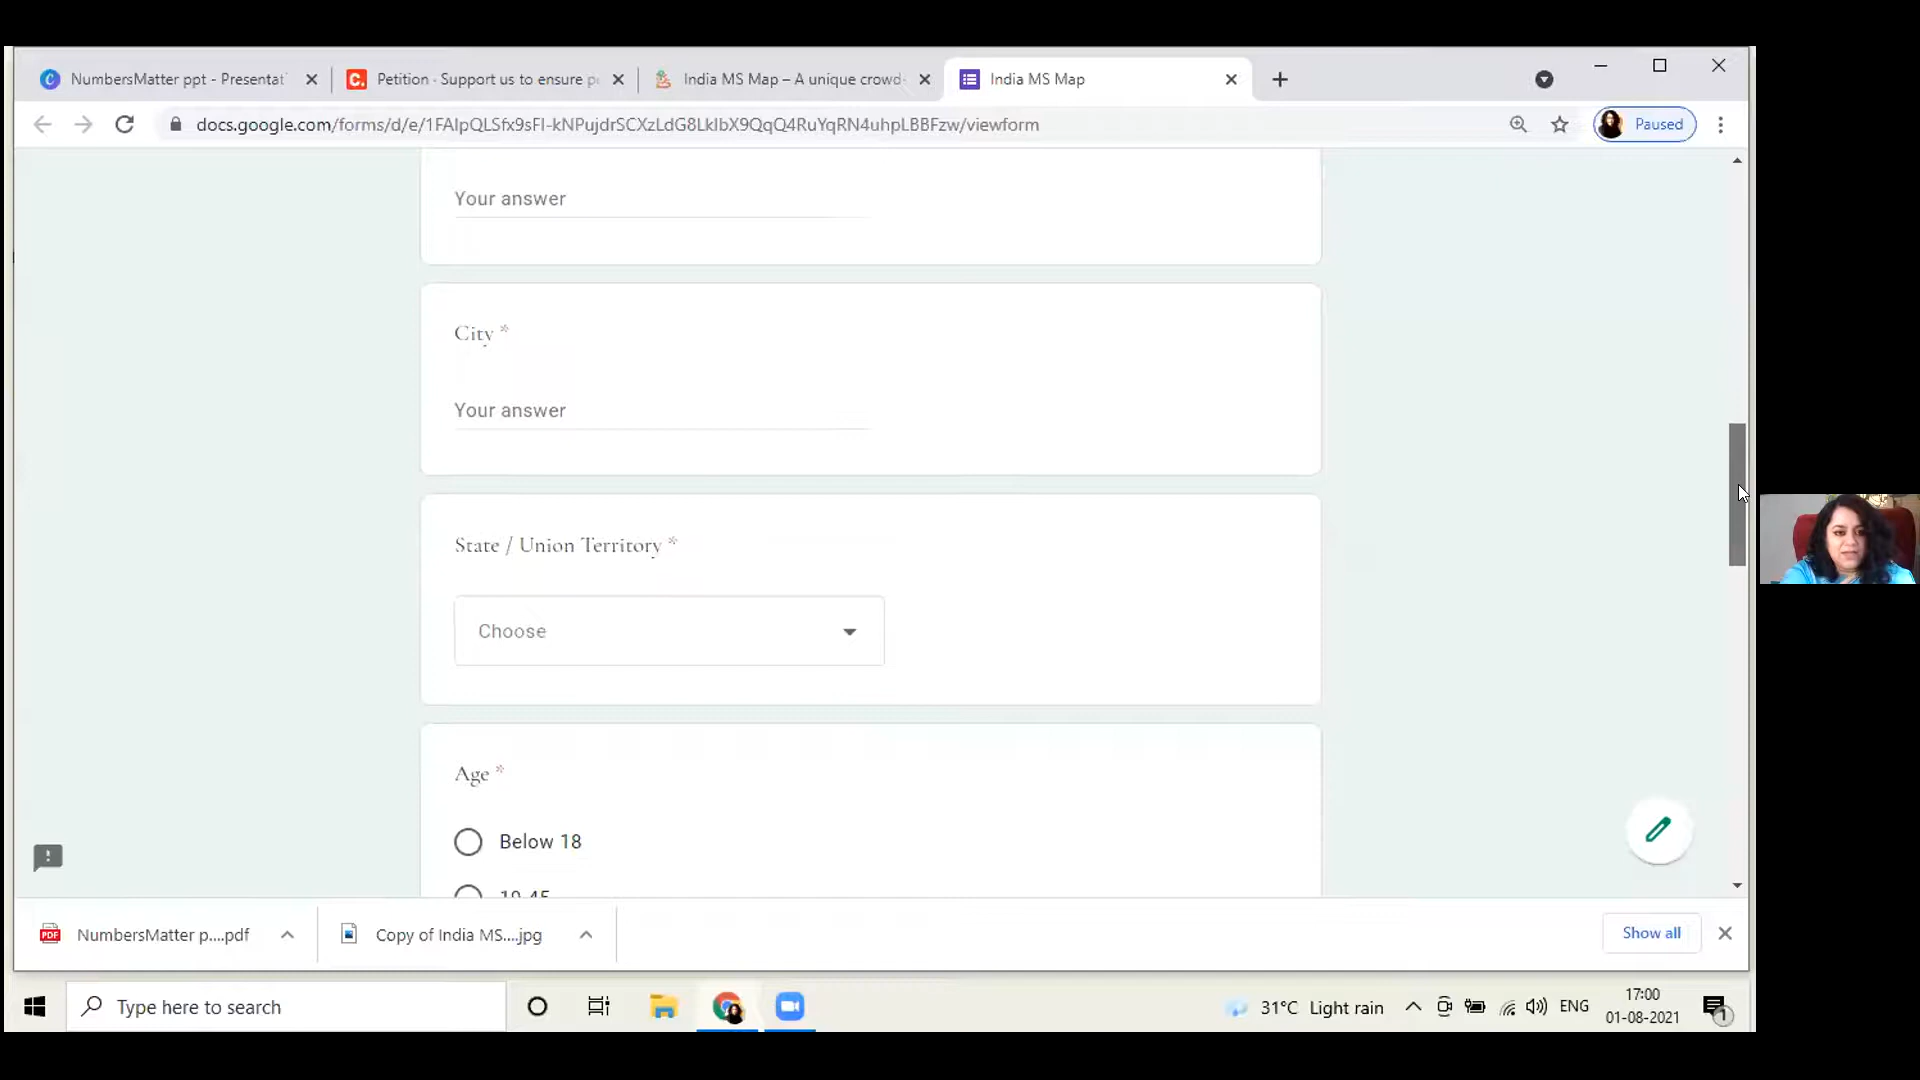 NumbersMatter ppt - Presentat
Petition · Support us to ensure p
India MS Map – A unique crowd-
India MS Map
docs.google.com/forms/d/e/1FAIpQLSfx9sFI-kNPujdrSCXzLdG8LkIbX9QqQ4RuYqRN4uhpLBBFzw/viewform
Paused
Your answer
City *
Your answer
State / Union Territory *
Choose
Age *
Below 18
NumbersMatter p....pdf
Copy of India MS....jpg
Show all
Type here to search
31°C Light rain
ENG
17:00
01-08-2021
1